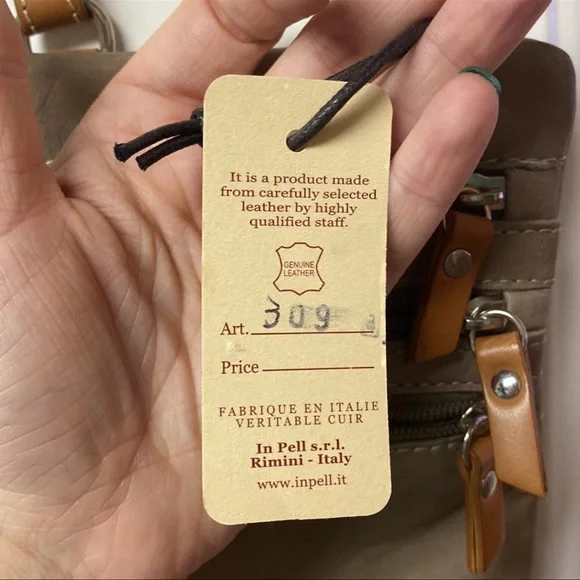 It is a product made
from carefully selected
leather by highly
qualified staff.
GENUINE
LEATHER
Art. 309
Price
FABRIQUE EN ITALIE
VERITABLE CUIR
In Pell s.r.l.
Rimini - Italy
www.inpell.it